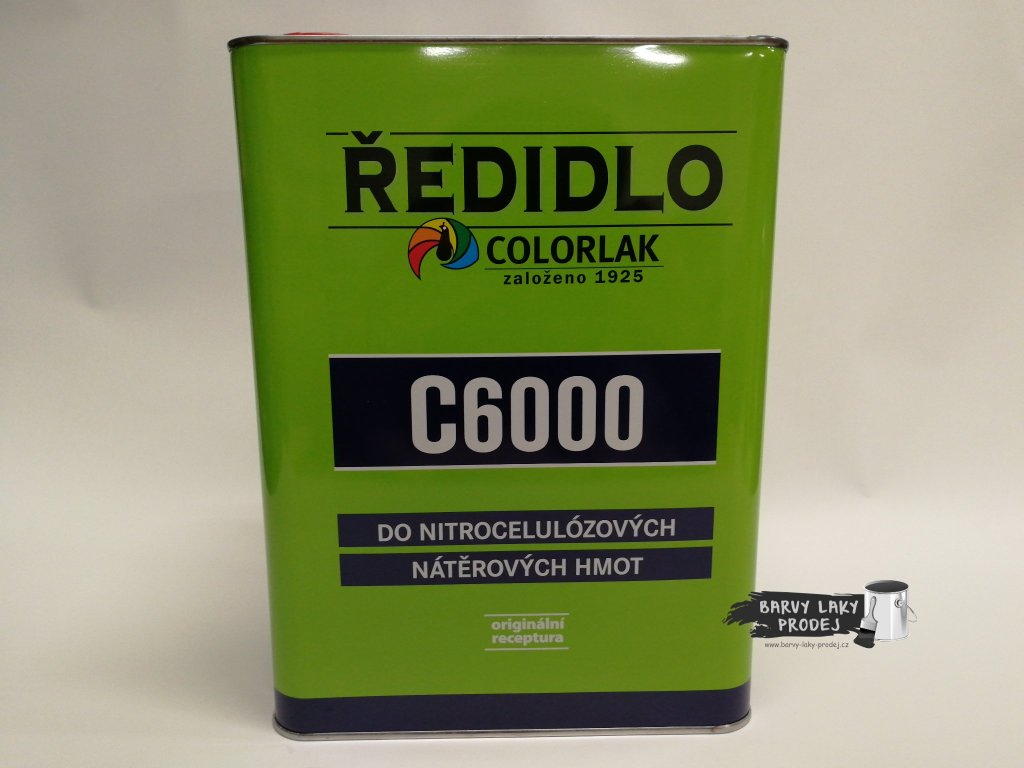 ŘEDIDLO
COLORLAK
založeno 1925
C6000
DO NITROCELULÓZOVÝCH
NÁTĚROVÝCH HMOT
originální
receptura
BARVY LAKY
PRODEJ
www.barvy-laky-prodej.cz